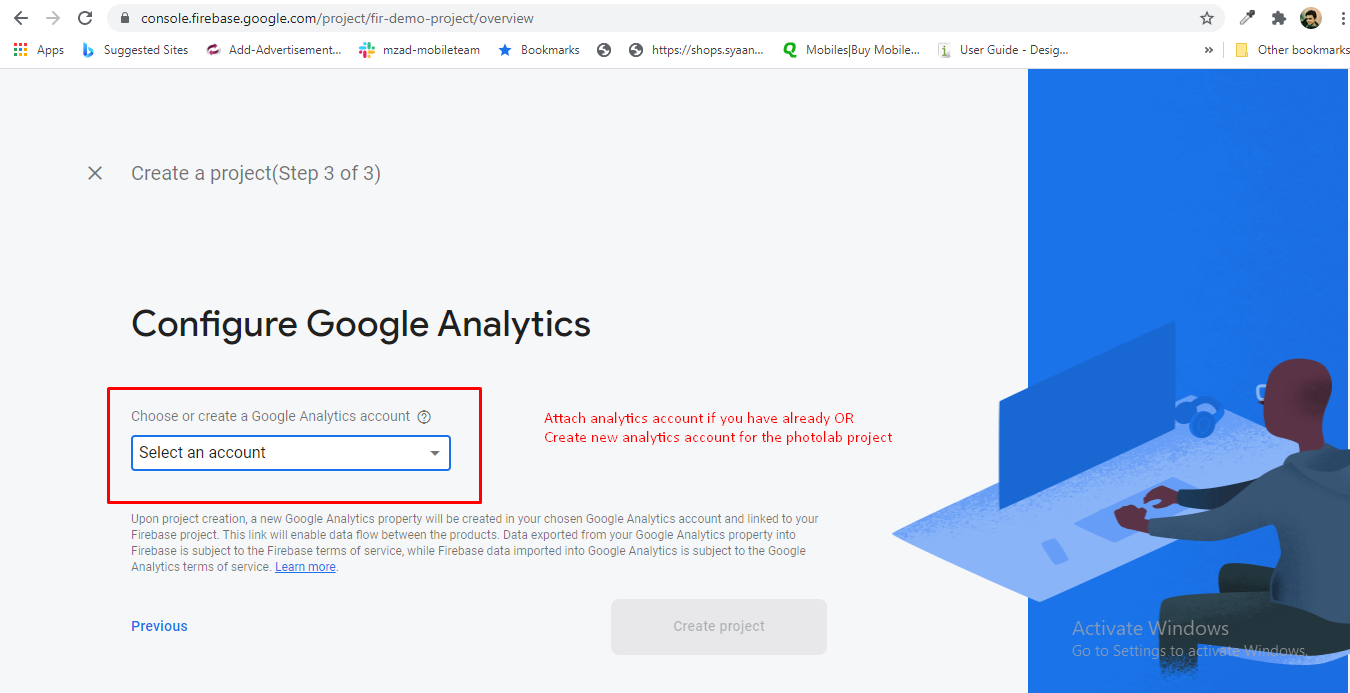 console.firebase.google.com/project/fir-demo-project/overview
Apps
Suggested Sites
Add-Advertisement...
mzad-mobileteam
Bookmarks
https://shops.syaan...
Mobiles|Buy Mobile...
User Guide - Desig...
»
Other bookmarks
Create a project(Step 3 of 3)
Configure Google Analytics
Choose or create a Google Analytics account
Select an account
Attach analytics account if you have already OR
Create new analytics account for the photolab project
Upon project creation, a new Google Analytics property will be created in your chosen Google Analytics account and linked to your
Firebase project. This link will enable data flow between the products. Data exported from your Google Analytics property into
Firebase is subject to the Firebase terms of service, while Firebase data imported into Google Analytics is subject to the Google
Analytics terms of service. Learn more.
Previous
Create project
Activate Windows
Go to Settings to activate Windows.